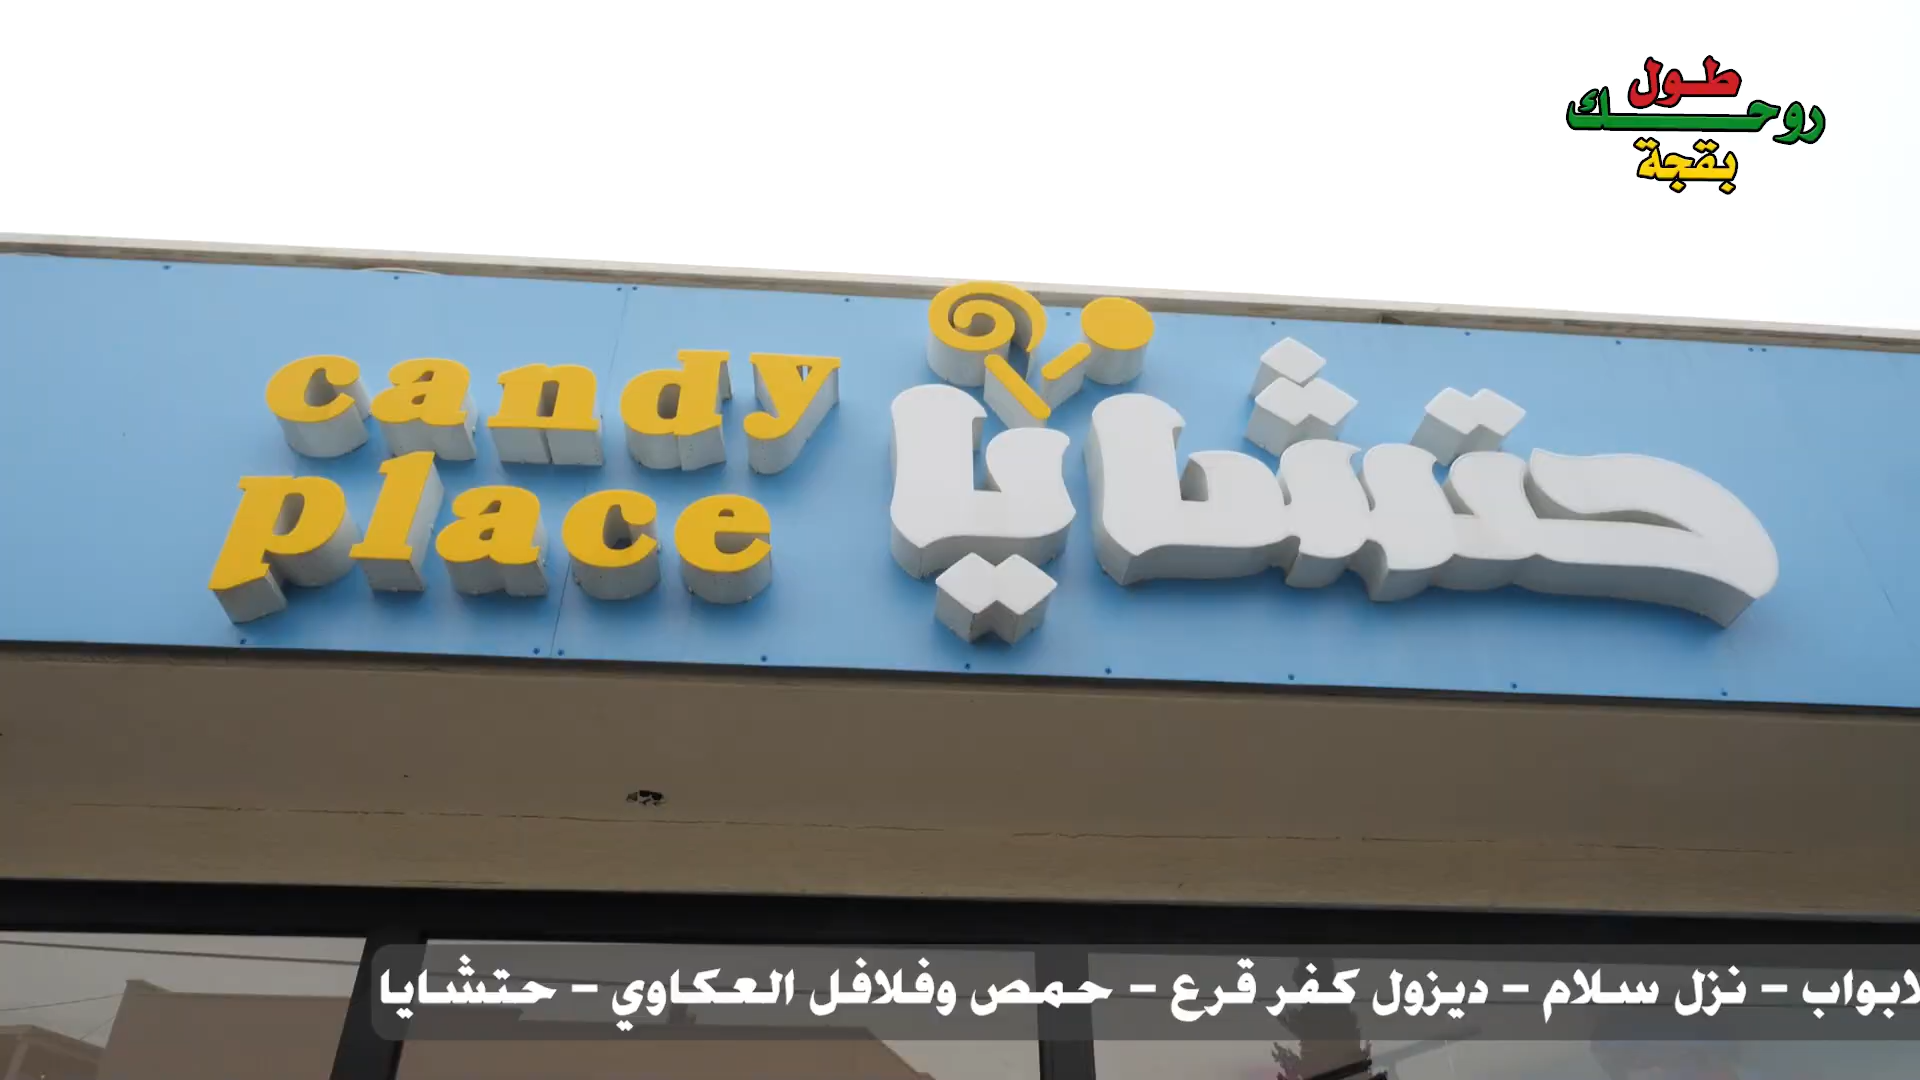 طول
روحك
بقجة
candy
place
حتشايا
لابواب - نزل سلام - ديزول كفر قرع - حمص وفلافل العكاوي - حتشايا